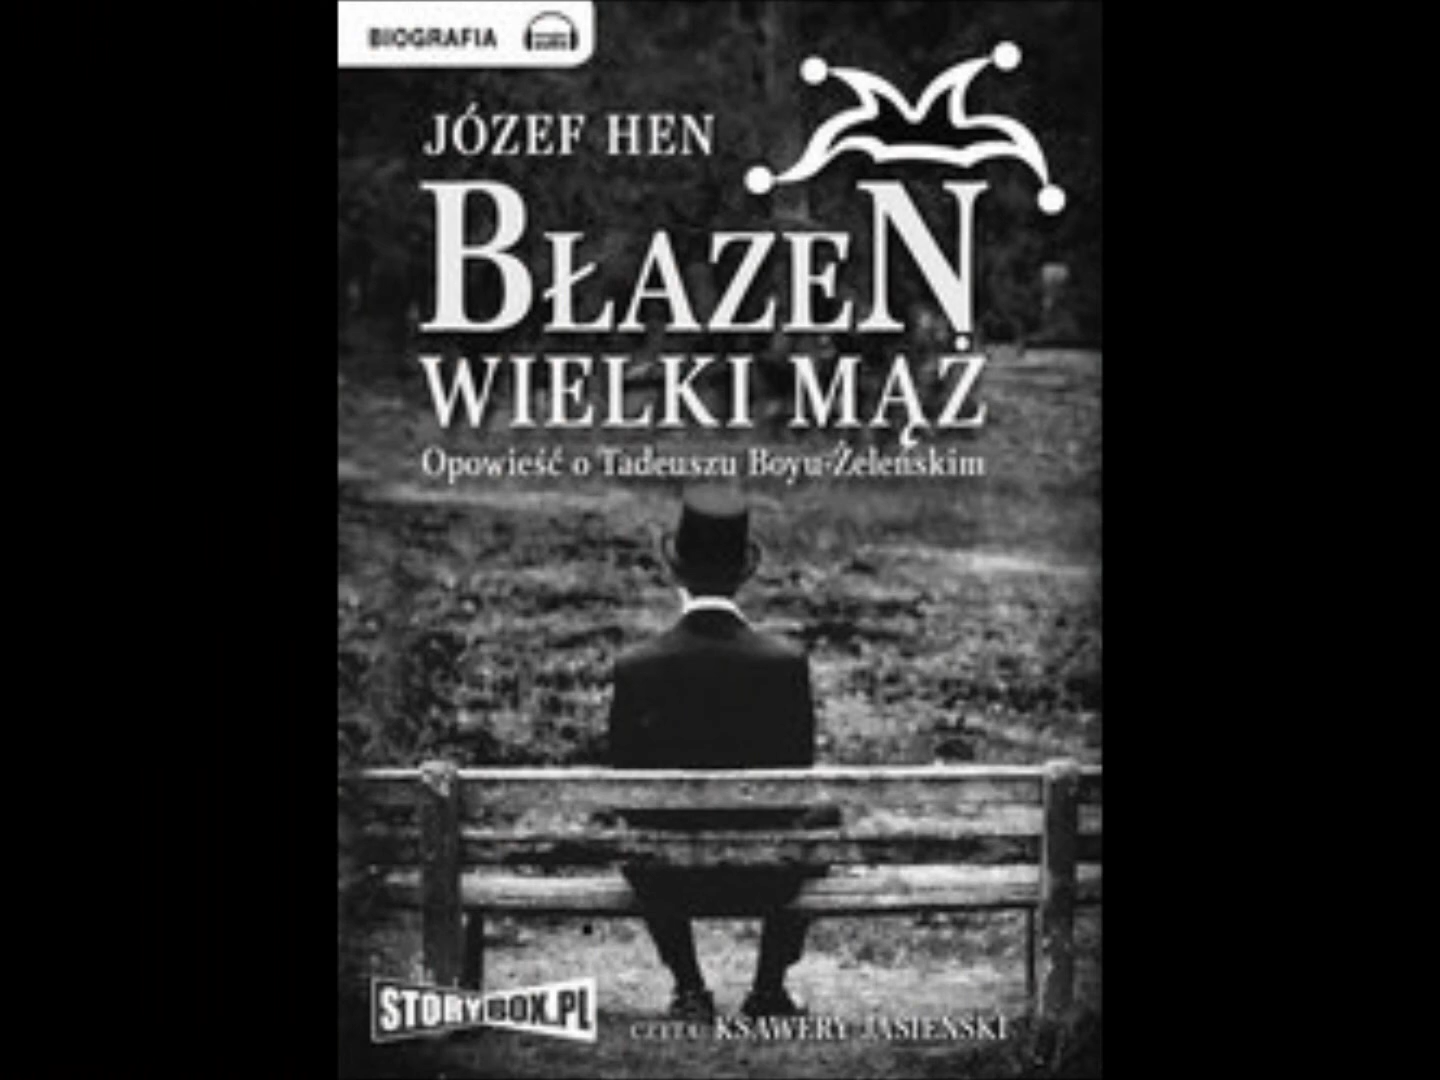 BIOGRAFIA
JÓZEF HEN
BŁAZEN
WIELKI MĄŻ
Opowieść o Tadeuszu Boyu-Żeleńskim
STORYBOX.PL
CZYTA: KSAWERY JASIEŃSKI